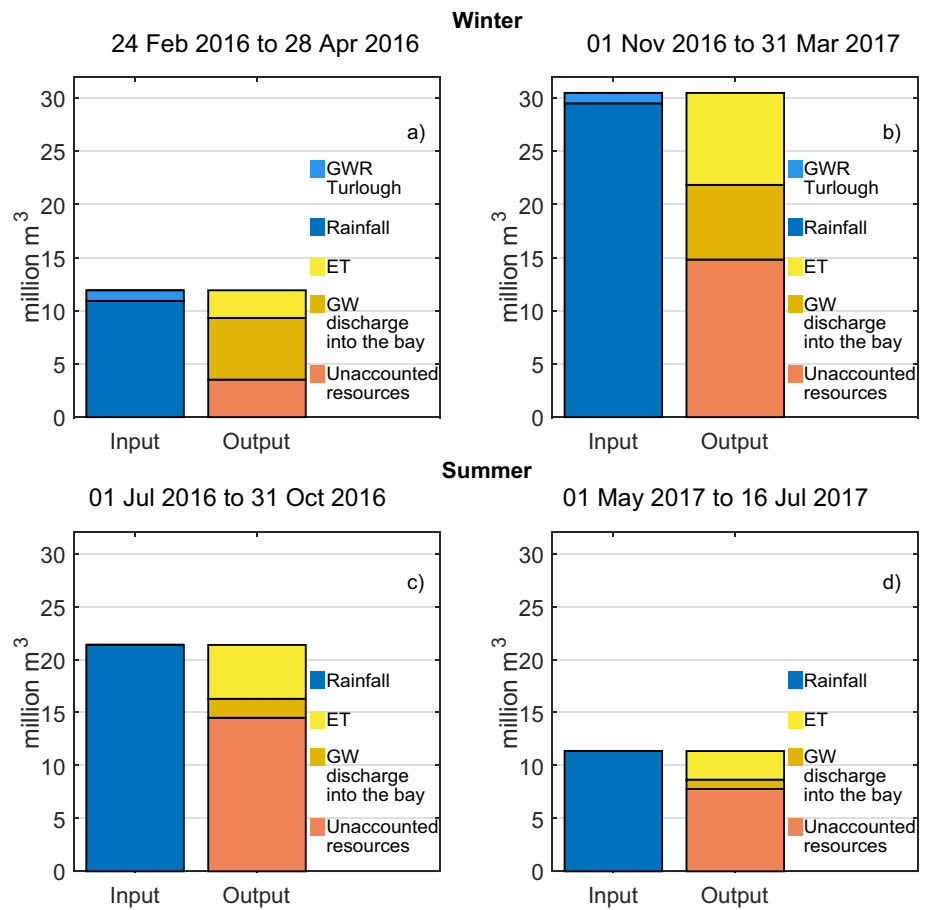 Winter
24 Feb 2016 to 28 Apr 2016
30
25
20
15
10
5
0
million m³
a)
GWR
Turlough
Rainfall
ET
GW
discharge
into the bay
Unaccounted
resources
Input
Output
01 Nov 2016 to 31 Mar 2017
30
25
20
15
10
5
0
million m³
b)
GWR
Turlough
Rainfall
ET
GW
discharge
into the bay
Unaccounted
resources
Input
Output
Summer
01 Jul 2016 to 31 Oct 2016
30
25
20
15
10
5
0
million m³
c)
Rainfall
ET
GW
discharge
into the bay
Unaccounted
resources
Input
Output
01 May 2017 to 16 Jul 2017
30
25
20
15
10
5
0
million m³
d)
Rainfall
ET
GW
discharge
into the bay
Unaccounted
resources
Input
Output